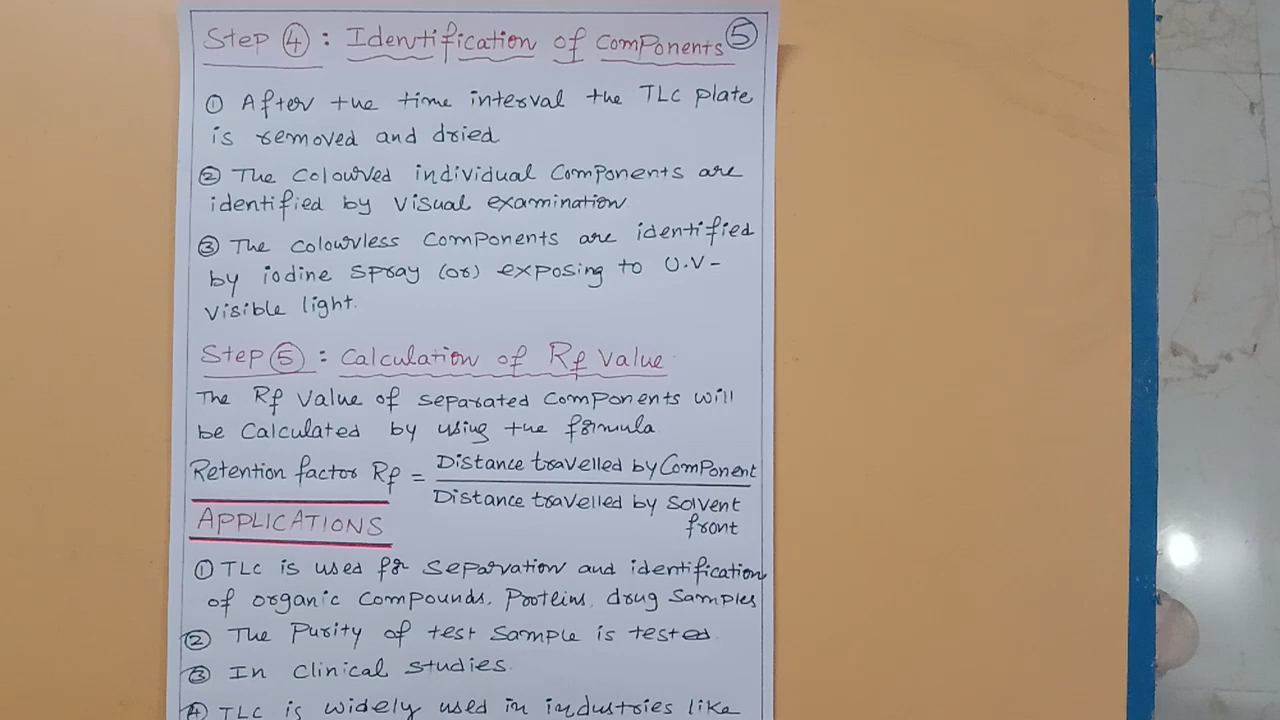 Step ④ : Identification of Components ⑤
① After the time interval the TLC plate
is removed and dried
② The coloured individual components are
identified by visual examination
③ The colourless components are identified
by iodine spray (or) exposing to U.V-
visible light.
Step ⑤ : Calculation of Rf value
The Rf value of separated components will
be calculated by using the formula
Retention factor Rf = Distance travelled by Component
Distance travelled by solvent
front
APPLICATIONS
① TLC is used for separation and identification
of organic compounds, Proteins, drug samples
② The Purity of test sample is tested
③ In clinical studies.
④ TLC is widely used in industries like